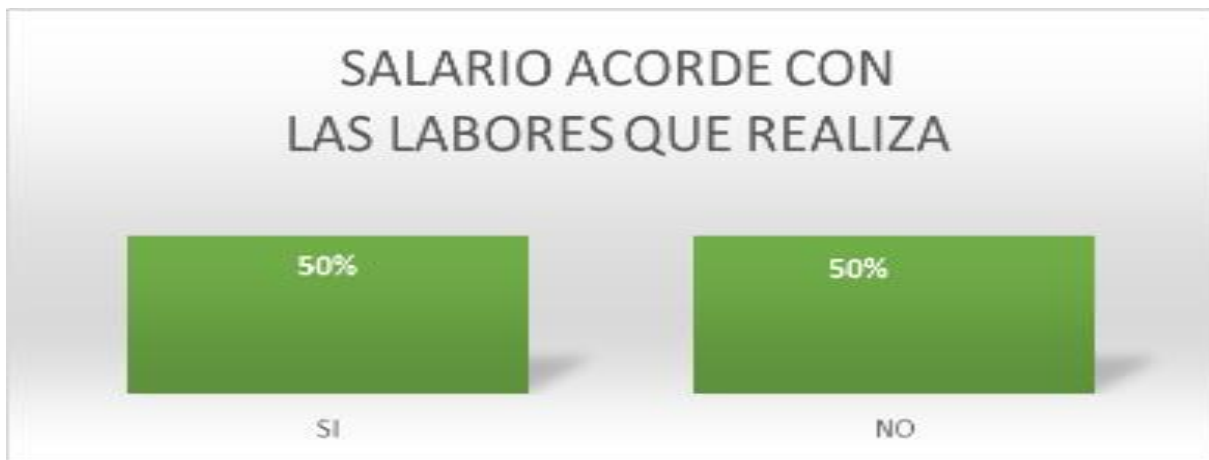 SALARIO ACORDE CON
LAS LABORES QUE REALIZA
50%
50%
SI
NO